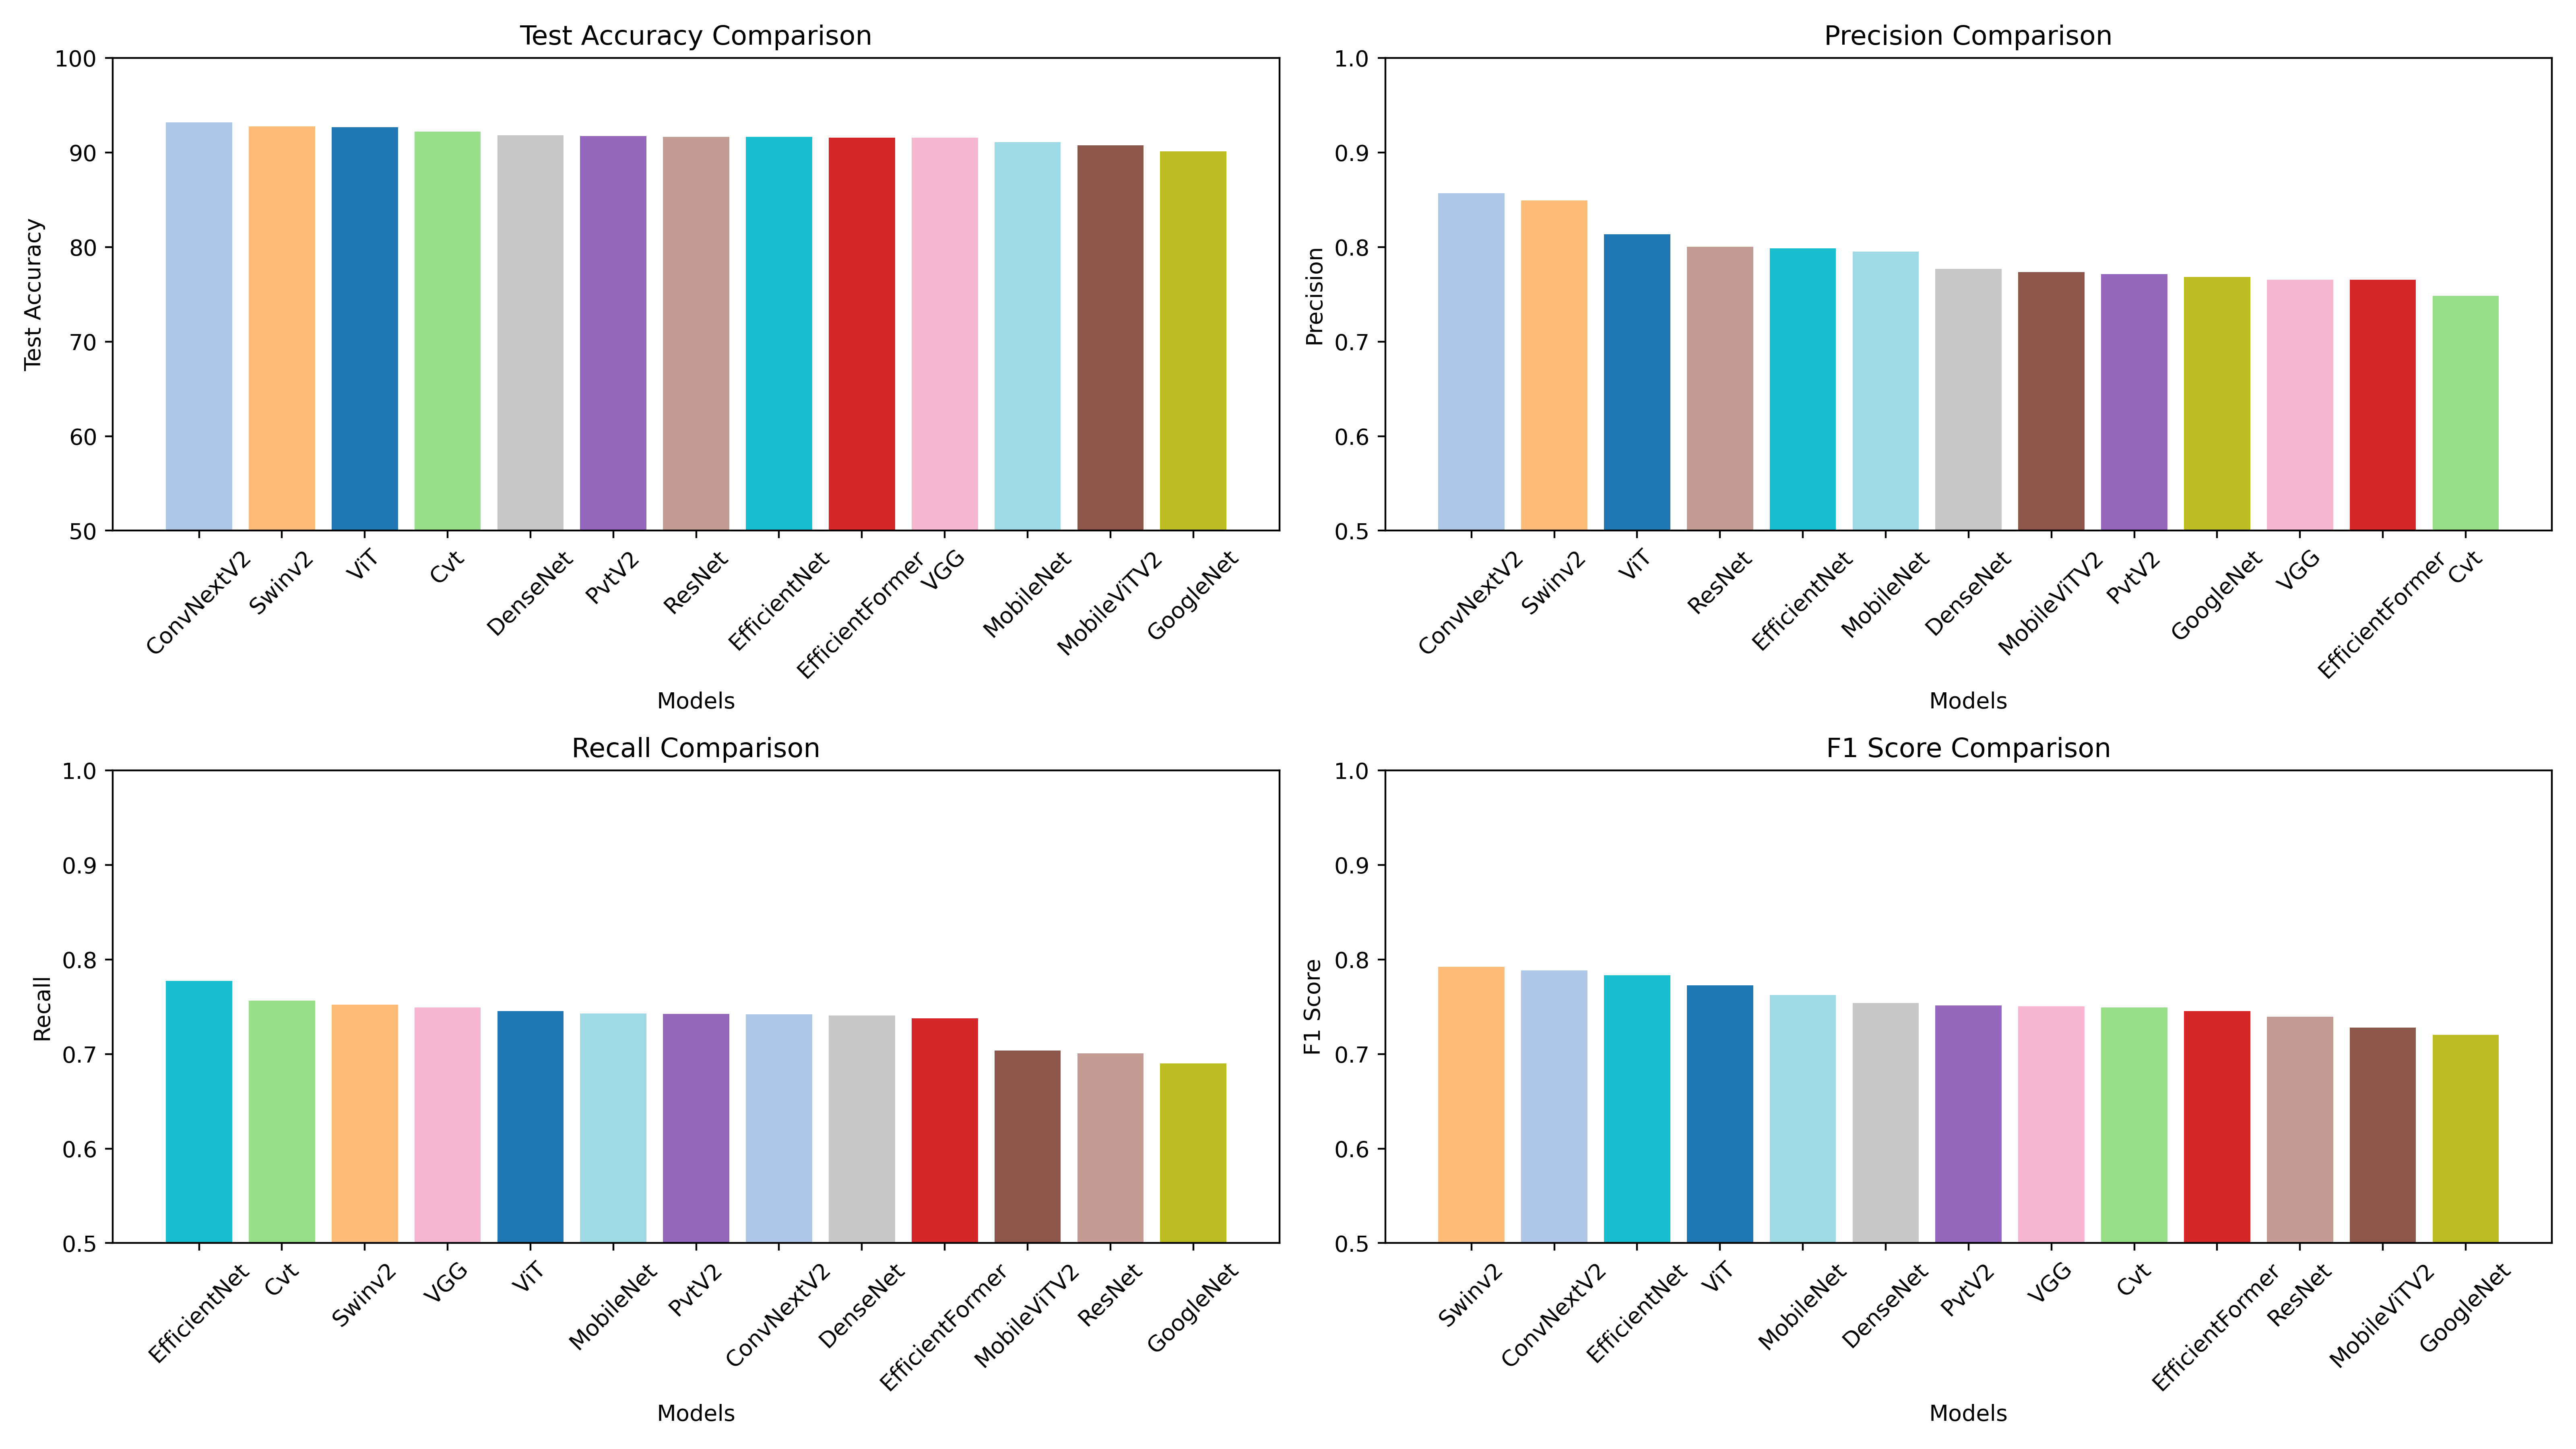 Test Accuracy Comparison
100
90
80
70
60
50
Test Accuracy
ConvNextV2
Swinv2
ViT
Cvt
DenseNet
PvtV2
ResNet
EfficientNet
EfficientFormer
VGG
MobileNet
MobileViTV2
GoogleNet
Models
Precision Comparison
1.0
0.9
0.8
0.7
0.6
0.5
Precision
ConvNextV2
Swinv2
ViT
ResNet
EfficientNet
MobileNet
DenseNet
MobileViTV2
PvtV2
GoogleNet
VGG
EfficientFormer
Cvt
Models
Recall Comparison
1.0
0.9
0.8
0.7
0.6
0.5
Recall
EfficientNet
Cvt
Swinv2
VGG
ViT
MobileNet
PvtV2
ConvNextV2
DenseNet
EfficientFormer
MobileViTV2
ResNet
GoogleNet
Models
F1 Score Comparison
1.0
0.9
0.8
0.7
0.6
0.5
F1 Score
Swinv2
ConvNextV2
EfficientNet
ViT
MobileNet
DenseNet
PvtV2
VGG
Cvt
EfficientFormer
ResNet
MobileViTV2
GoogleNet
Models